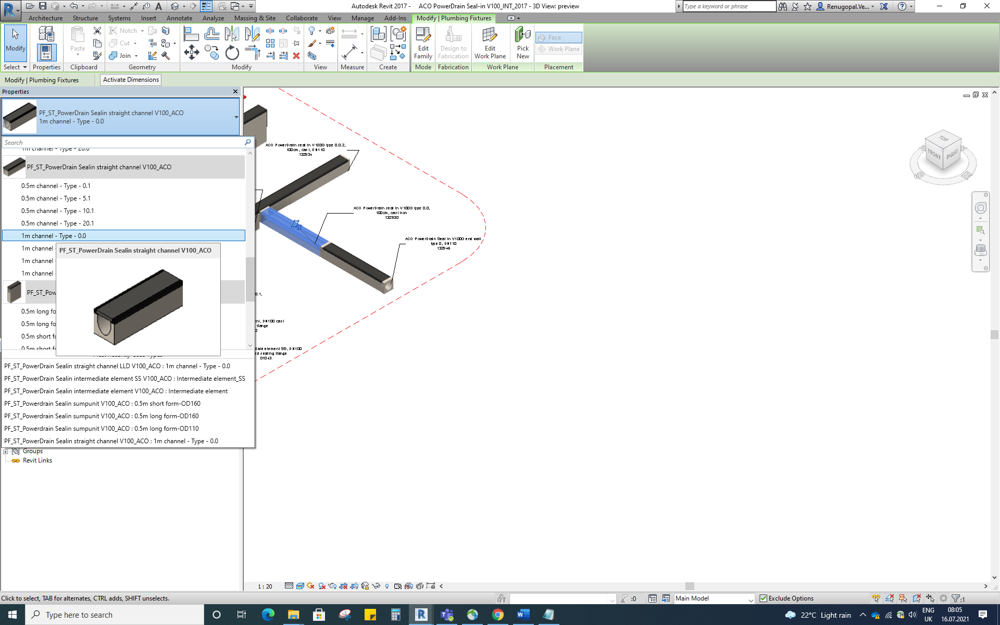 Autodesk Revit 2017 -     ACO PowerDrain Seal-in V100_INT_2017 - 3D View: preview
Type a keyword or phrase
Renugopal.Ve...
Architecture
Structure
Systems
Insert
Annotate
Analyze
Massing & Site
Collaborate
View
Manage
Add-Ins
Modify | Plumbing Fixtures
Modify
Paste
Notch
Cut
Join
Edit Family
Design to Fabrication
Edit Work Plane
Pick New
Face
Work Plane
Select
Properties
Clipboard
Geometry
Modify
View
Measure
Create
Mode
Fabrication
Work Plane
Placement
Modify | Plumbing Fixtures
Activate Dimensions
Properties
PF_ST_PowerDrain Sealin straight channel V100_ACO
1m channel - Type - 0.0
Search
1m channel - Type - 20.0
PF_ST_PowerDrain Sealin straight channel V100_ACO
0.5m channel - Type - 0.1
0.5m channel - Type - 5.1
0.5m channel - Type - 10.1
0.5m channel - Type - 20.1
1m channel - Type - 0.0
1m channel
1m channel
1m channel
PF_ST_PowerDrain Sealin straight channel V100_ACO
PF_ST_Pow
0.5m long fo
0.5m long fo
0.5m short fo
0.5m short fo
PF_ST_PowerDrain Sealin straight channel LLD V100_ACO : 1m channel - Type - 0.0
PF_ST_PowerDrain Sealin intermediate element SS V100_ACO : Intermediate element_SS
PF_ST_PowerDrain Sealin intermediate element V100_ACO : Intermediate element
PF_ST_Powerdrain Sealin sumpunit V100_ACO : 0.5m short form-OD160
PF_ST_Powerdrain Sealin sumpunit V100_ACO : 0.5m long form-OD160
PF_ST_Powerdrain Sealin sumpunit V100_ACO : 0.5m long form-OD110
PF_ST_PowerDrain Sealin straight channel V100_ACO : 1m channel - Type - 0.0
Groups
Revit Links
ACO PowerDrain seal in V100G type 0.0.2,
100cm, cast, DN110
132934
ACO PowerDrain seal in V100G type 0.0,
100cm, cast iron
132930
ACO PowerDrain Seal in V100G end wall
type 0, DN110
132946
0.1,
ent, DN100 cast
flange
2
iate element SS, DN100
ed sealing flange
01043
TOP
FRONT
RIGHT
S
E
1 : 20
Click to select, TAB for alternates, CTRL adds, SHIFT unselects.
:0
Main Model
Exclude Options
:1
Type here to search
22°C  Light rain
ENG
UK
08:05
16.07.2021